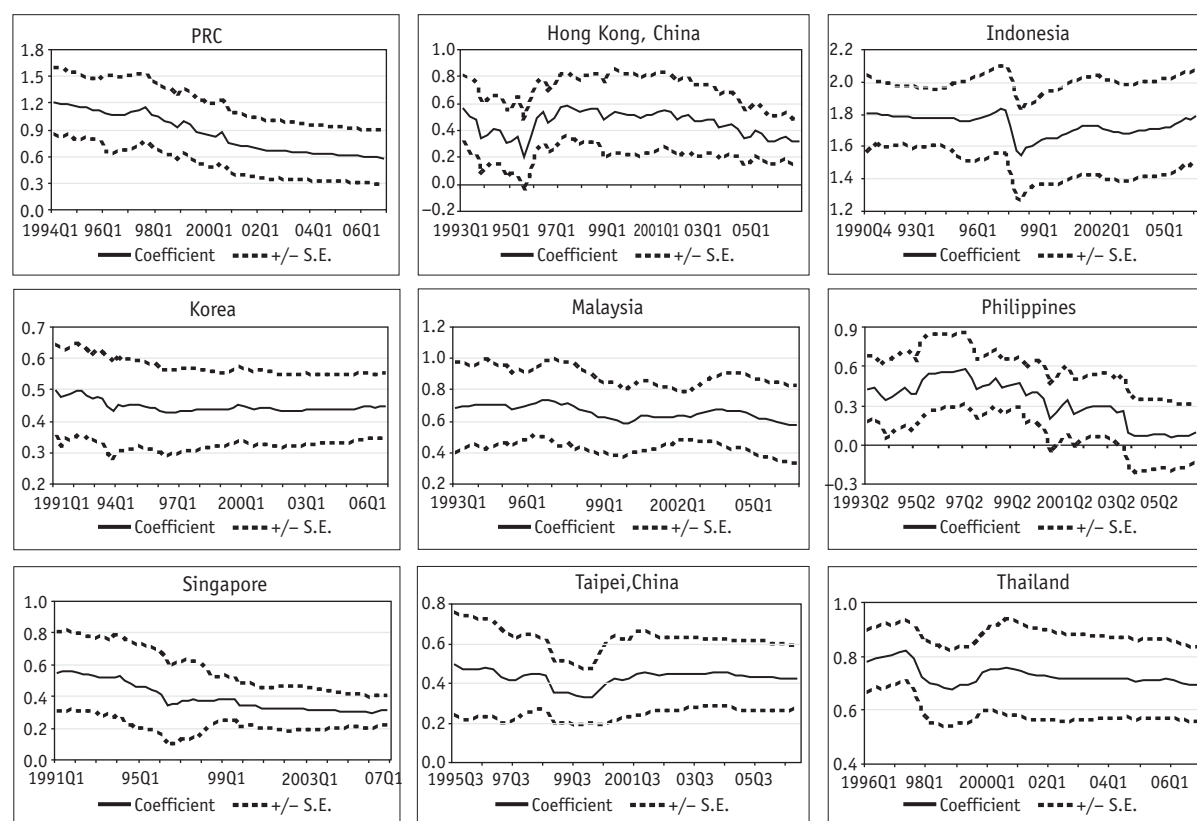 PRC
1.8
1.5
1.2
0.9
0.6
0.3
0.0
1994Q1 96Q1 98Q1 2000Q1 02Q1 04Q1 06Q1
Coefficient +/– S.E.
Hong Kong, China
1.0
0.8
0.6
0.4
0.2
0.0
–0.2
1993Q1 95Q1 97Q1 99Q1 2001Q1 03Q1 05Q1
Coefficient +/– S.E.
Indonesia
2.2
2.0
1.8
1.6
1.4
1.2
1990Q4 93Q1 96Q1 99Q1 2002Q1 05Q1
Coefficient +/– S.E.
Korea
0.7
0.6
0.5
0.4
0.3
0.2
1991Q1 94Q1 97Q1 2000Q1 03Q1 06Q1
Coefficient +/– S.E.
Malaysia
1.2
1.0
0.8
0.6
0.4
0.2
1993Q1 96Q1 99Q1 2002Q1 05Q1
Coefficient +/– S.E.
Philippines
0.9
0.6
0.3
0.0
–0.3
1993Q2 95Q2 97Q2 99Q2 2001Q2 03Q2 05Q2
Coefficient +/– S.E.
Singapore
1.0
0.8
0.6
0.4
0.2
0.0
1991Q1 95Q1 99Q1 2003Q1 07Q1
Coefficient +/– S.E.
Taipei,China
0.8
0.6
0.4
0.2
0.0
1995Q3 97Q3 99Q3 2001Q3 03Q3 05Q3
Coefficient +/– S.E.
Thailand
1.0
0.8
0.6
0.4
1996Q1 98Q1 2000Q1 02Q1 04Q1 06Q1
Coefficient +/– S.E.